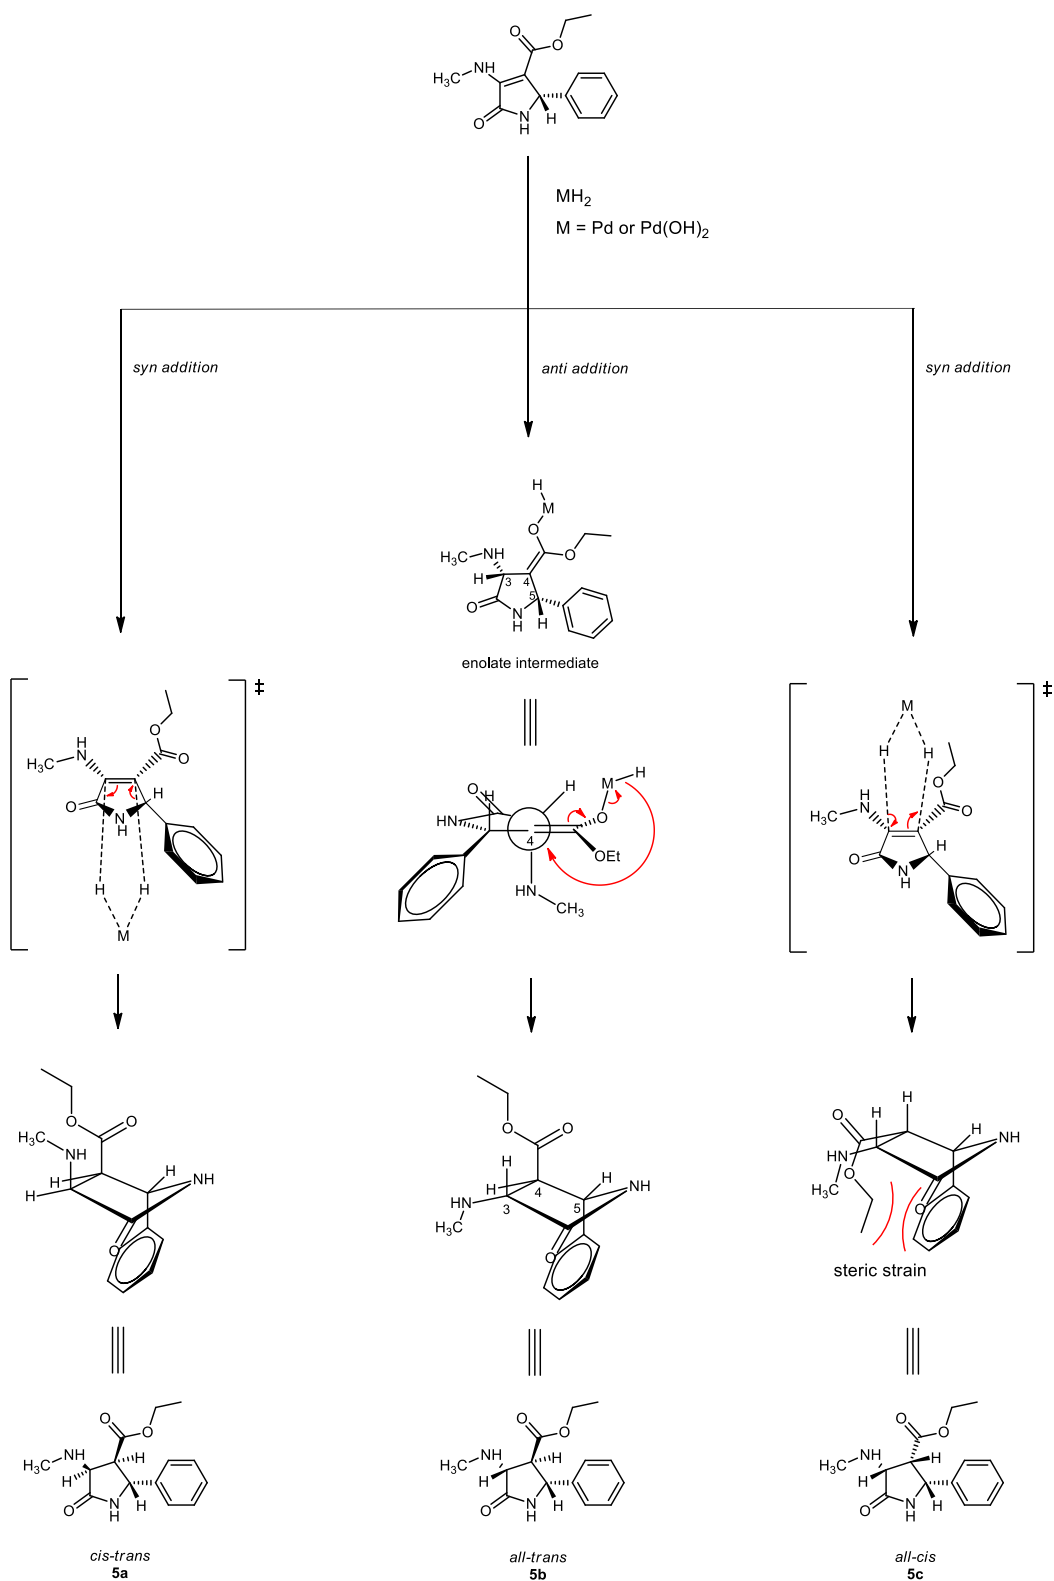 O
O
NH
H₃C
O
N
H
H
MH₂
M = Pd or Pd(OH)₂
syn addition
anti addition
syn addition
H
M
O
O
NH
H₃C
H
3
4
5
O
N
H
H
enolate intermediate
‡
H
N
H₃C
O
O
O
H
NH
H
H
M
H
O
H
M
H
HN
O
4
OEt
HN
CH₃
‡
M
H
H
O
O
NH
H₃C
H
O
N
H
O
O
H₃C
NH
H
H
H
NH
O
O
O
H
H
H
4
NH
HN
3
5
H₃C
O
O
H
H
H
NH
HN
O
H₃C
O
steric strain
O
O
NH
H₃C
H
H
O
N
H
H
cis-trans
5a
O
O
NH
H₃C
H
H
O
N
H
H
all-trans
5b
O
O
NH
H₃C
H
H
O
N
H
H
all-cis
5c